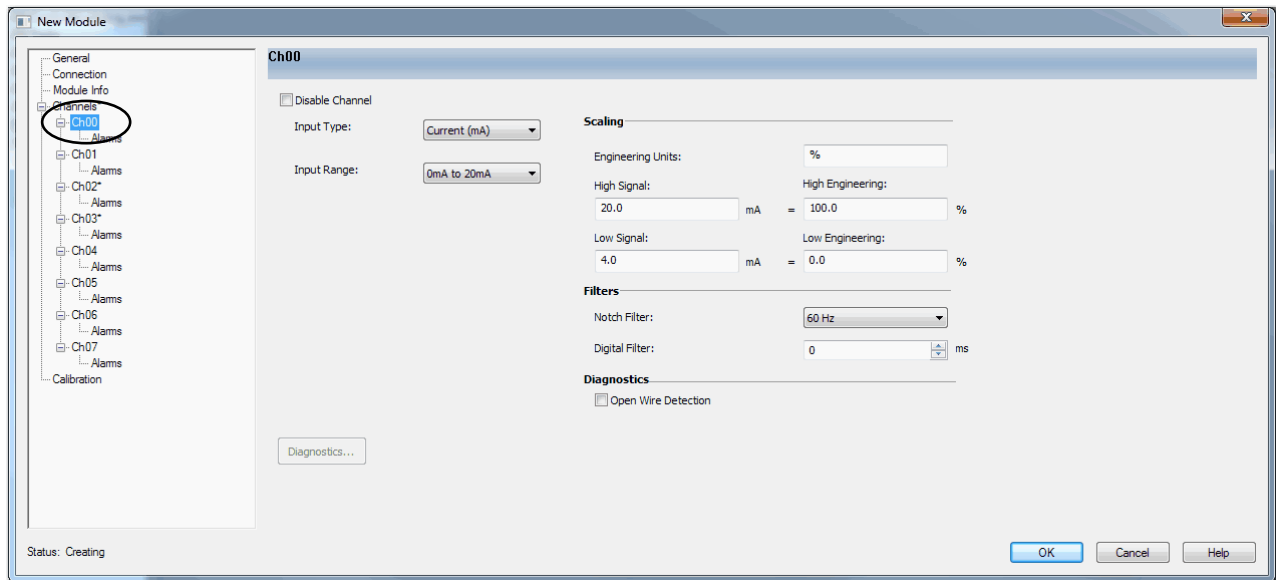 New Module
General
Connection
Module Info
Channels*
Ch00
Alarms
Ch01
Alarms
Ch02*
Alarms
Ch03*
Alarms
Ch04
Alarms
Ch05
Alarms
Ch06
Alarms
Ch07
Alarms
Calibration
Ch00
Disable Channel
Input Type: Current (mA)
Input Range: 0mA to 20mA
Diagnostics...
Scaling
Engineering Units: %
High Signal: High Engineering:
20.0 mA = 100.0 %
Low Signal: Low Engineering:
4.0 mA = 0.0 %
Filters
Notch Filter: 60 Hz
Digital Filter: 0 ms
Diagnostics
Open Wire Detection
Status: Creating
OK Cancel Help